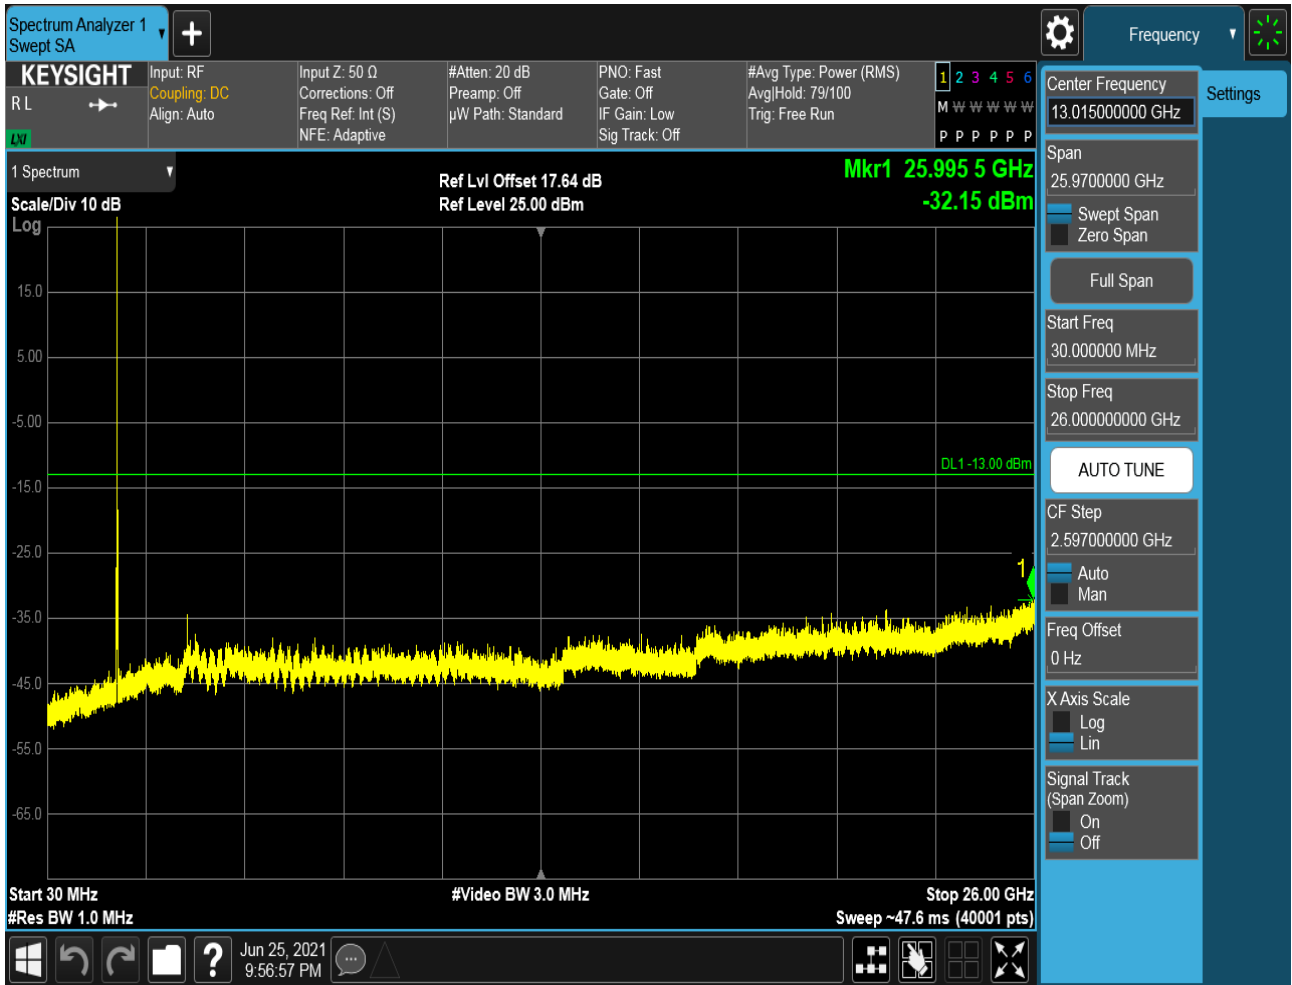 Spectrum Analyzer 1
Swept SA
Frequency
KEYSIGHT
R L
LXI
Input: RF
Coupling: DC
Align: Auto
Input Z: 50 Ω
Corrections: Off
Freq Ref: Int (S)
NFE: Adaptive
#Atten: 20 dB
Preamp: Off
µW Path: Standard
PNO: Fast
Gate: Off
IF Gain: Low
Sig Track: Off
#Avg Type: Power (RMS)
Avg|Hold: 79/100
Trig: Free Run
1 2 3 4 5 6
M W W W W W
P P P P P P
1 Spectrum
Scale/Div 10 dB
Log
Ref Lvl Offset 17.64 dB
Ref Level 25.00 dBm
Mkr1 25.995 5 GHz
-32.15 dBm
15.0
5.00
-5.00
DL1 -13.00 dBm
-15.0
-25.0
1
-35.0
-45.0
-55.0
-65.0
Start 30 MHz
#Res BW 1.0 MHz
#Video BW 3.0 MHz
Stop 26.00 GHz
Sweep ~47.6 ms (40001 pts)
Jun 25, 2021
9:56:57 PM
Settings
Center Frequency
13.015000000 GHz
Span
25.9700000 GHz
Swept Span
Zero Span
Full Span
Start Freq
30.000000 MHz
Stop Freq
26.000000000 GHz
AUTO TUNE
CF Step
2.597000000 GHz
Auto
Man
Freq Offset
0 Hz
X Axis Scale
Log
Lin
Signal Track
(Span Zoom)
On
Off